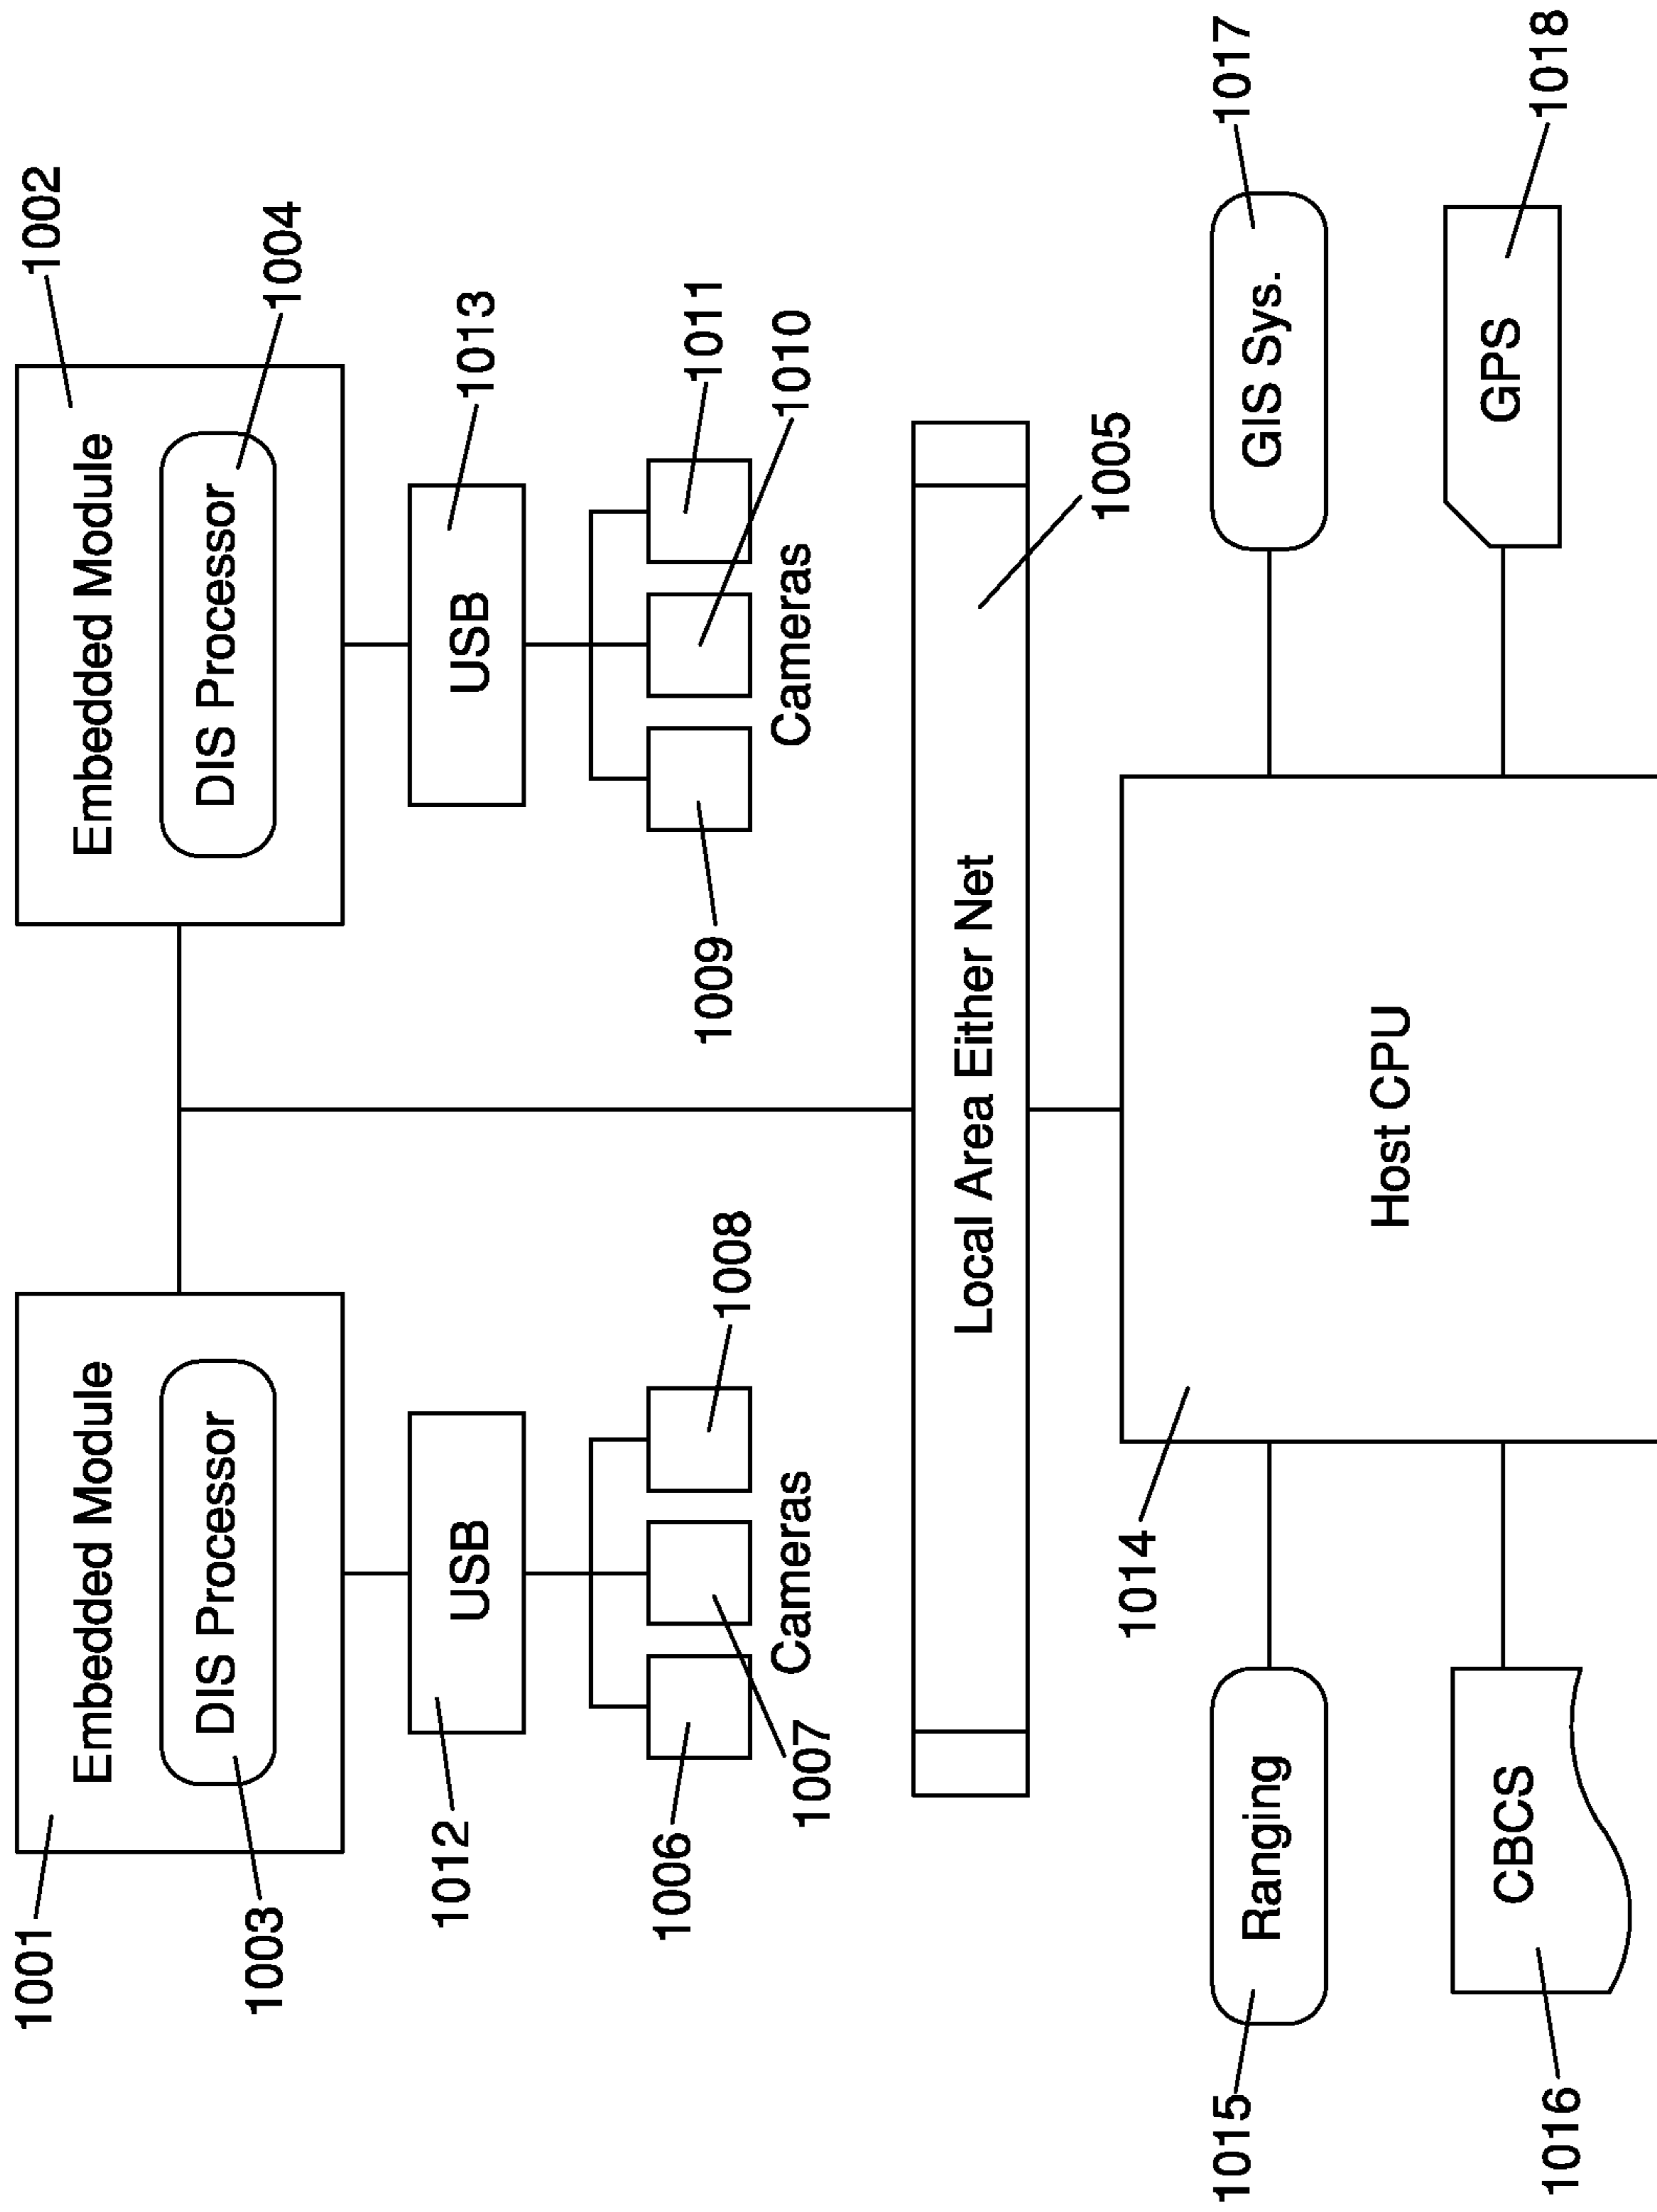 1001
Embedded Module
1002
Embedded Module
1003
DIS Processor
DIS Processor
1004
1012
USB
USB
1013
1006
1007
1008
Cameras
1009
1010
1011
Cameras
Local Area Either Net
1005
1014
Host CPU
1015
Ranging
GIS Sys.
1017
1016
CBCS
GPS
1018